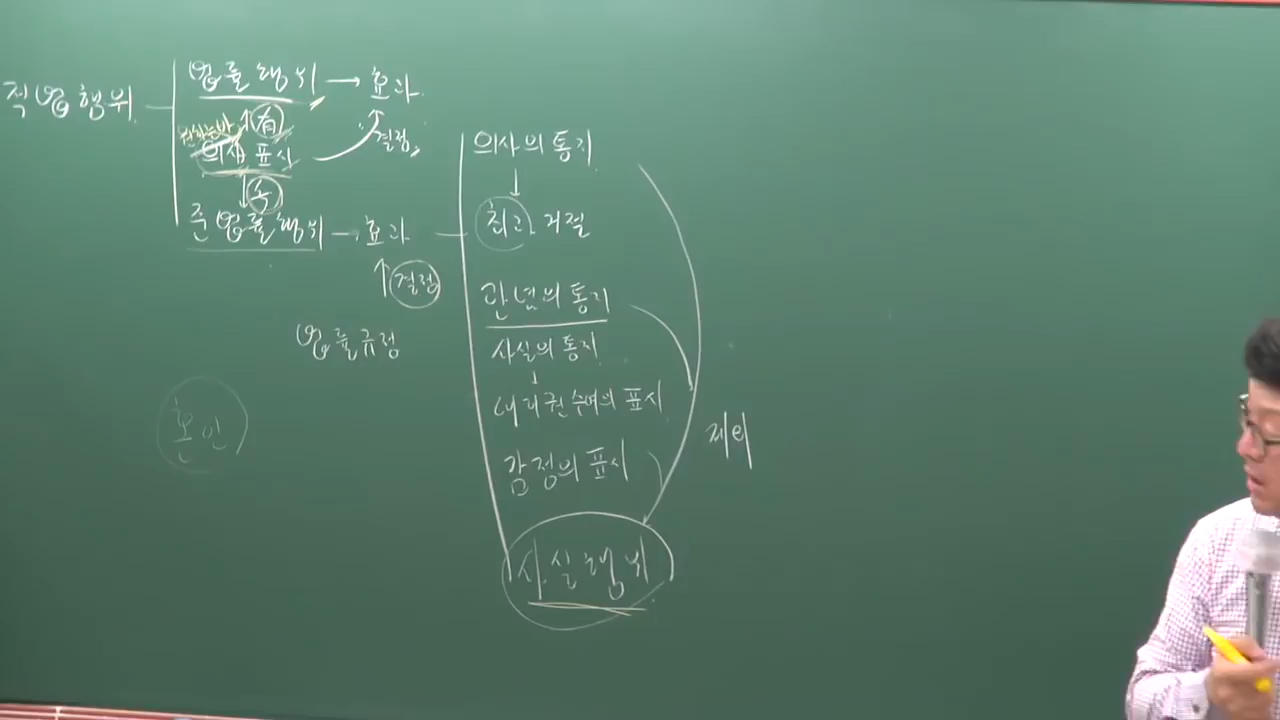 적법행위
법률행위 → 효과
有
결정
의사표시
준법률행위 — 효과
결정
법률규정
혼인
의사의 통지
최고, 거절
관념의 통지
사실의 통지
대리권 수여의 표시
감정의 표시
제외
사실행위